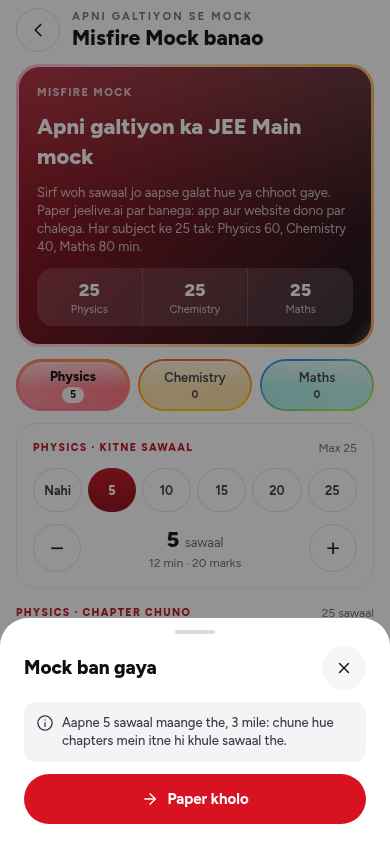 APNI GALTIYON SE MOCK
Misfire Mock banao
MISFIRE MOCK
Apni galtiyon ka JEE Main
mock
Sirf woh sawaal jo aapse galat hue ya chhoot gaye.
Paper jeelive.ai par banega: app aur website dono par
chalega. Har subject ke 25 tak: Physics 60, Chemistry
40, Maths 80 min.
25 25 25
Physics Chemistry Maths
Physics Chemistry Maths
5 0 0
PHYSICS · KITNE SAWAAL Max 25
Nahi 5 10 15 20 25
− 5 sawaal +
12 min · 20 marks
PHYSICS · CHAPTER CHUNO 25 sawaal
Mock ban gaya
Aapne 5 sawaal maange the, 3 mile: chune hue
chapters mein itne hi khule sawaal the.
Paper kholo